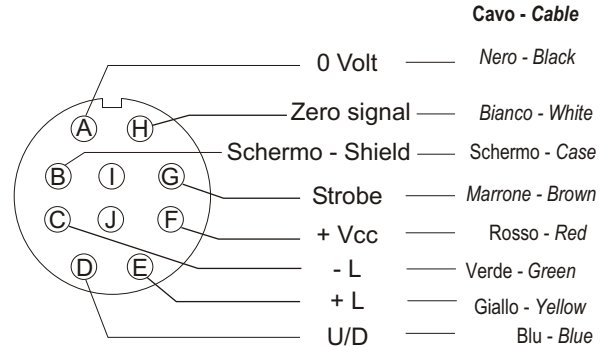 Cavo - Cable
0 Volt Nero - Black
A H Zero signal Bianco - White
Schermo - Shield Schermo - Case
B I G Strobe Marrone - Brown
C J F + Vcc Rosso - Red
- L Verde - Green
D E + L Giallo - Yellow
U/D Blu - Blue